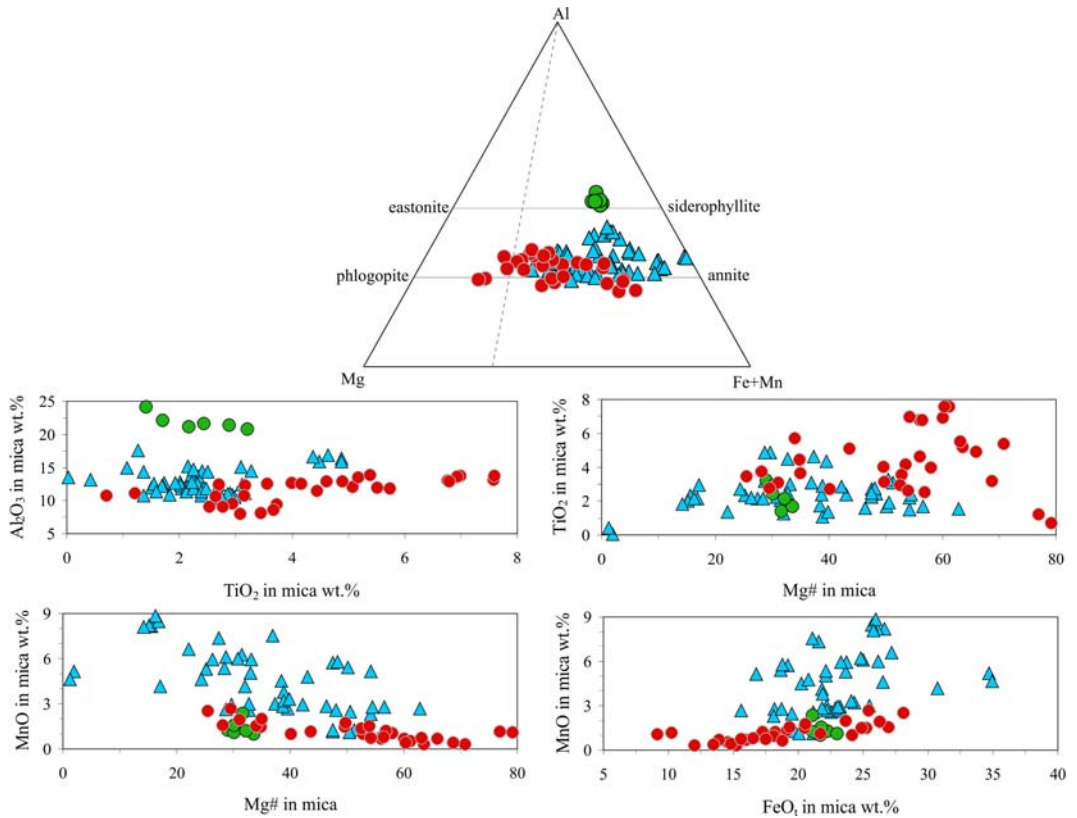 Al
eastonite siderophyllite
phlogopite annite
Mg Fe+Mn
Al₂O₃ in mica wt.%
25
20
15
10
5
0 2 4 6 8
TiO₂ in mica wt.%
TiO₂ in mica wt.%
8
6
4
2
0
0 20 40 60 80
Mg# in mica
MnO in mica wt.%
9
6
3
0
0 20 40 60 80
Mg# in mica
MnO in mica wt.%
9
6
3
0
5 10 15 20 25 30 35 40
FeOₜ in mica wt.%